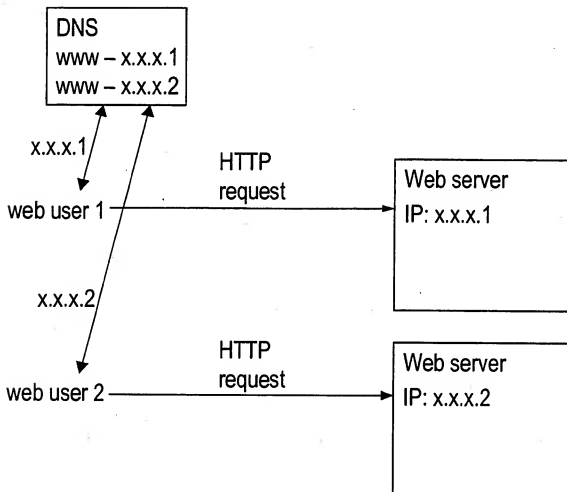 DNS
www – x.x.x.1
www – x.x.x.2
x.x.x.1
HTTP
request
Web server
IP: x.x.x.1
web user 1
x.x.x.2
HTTP
request
Web server
IP: x.x.x.2
web user 2